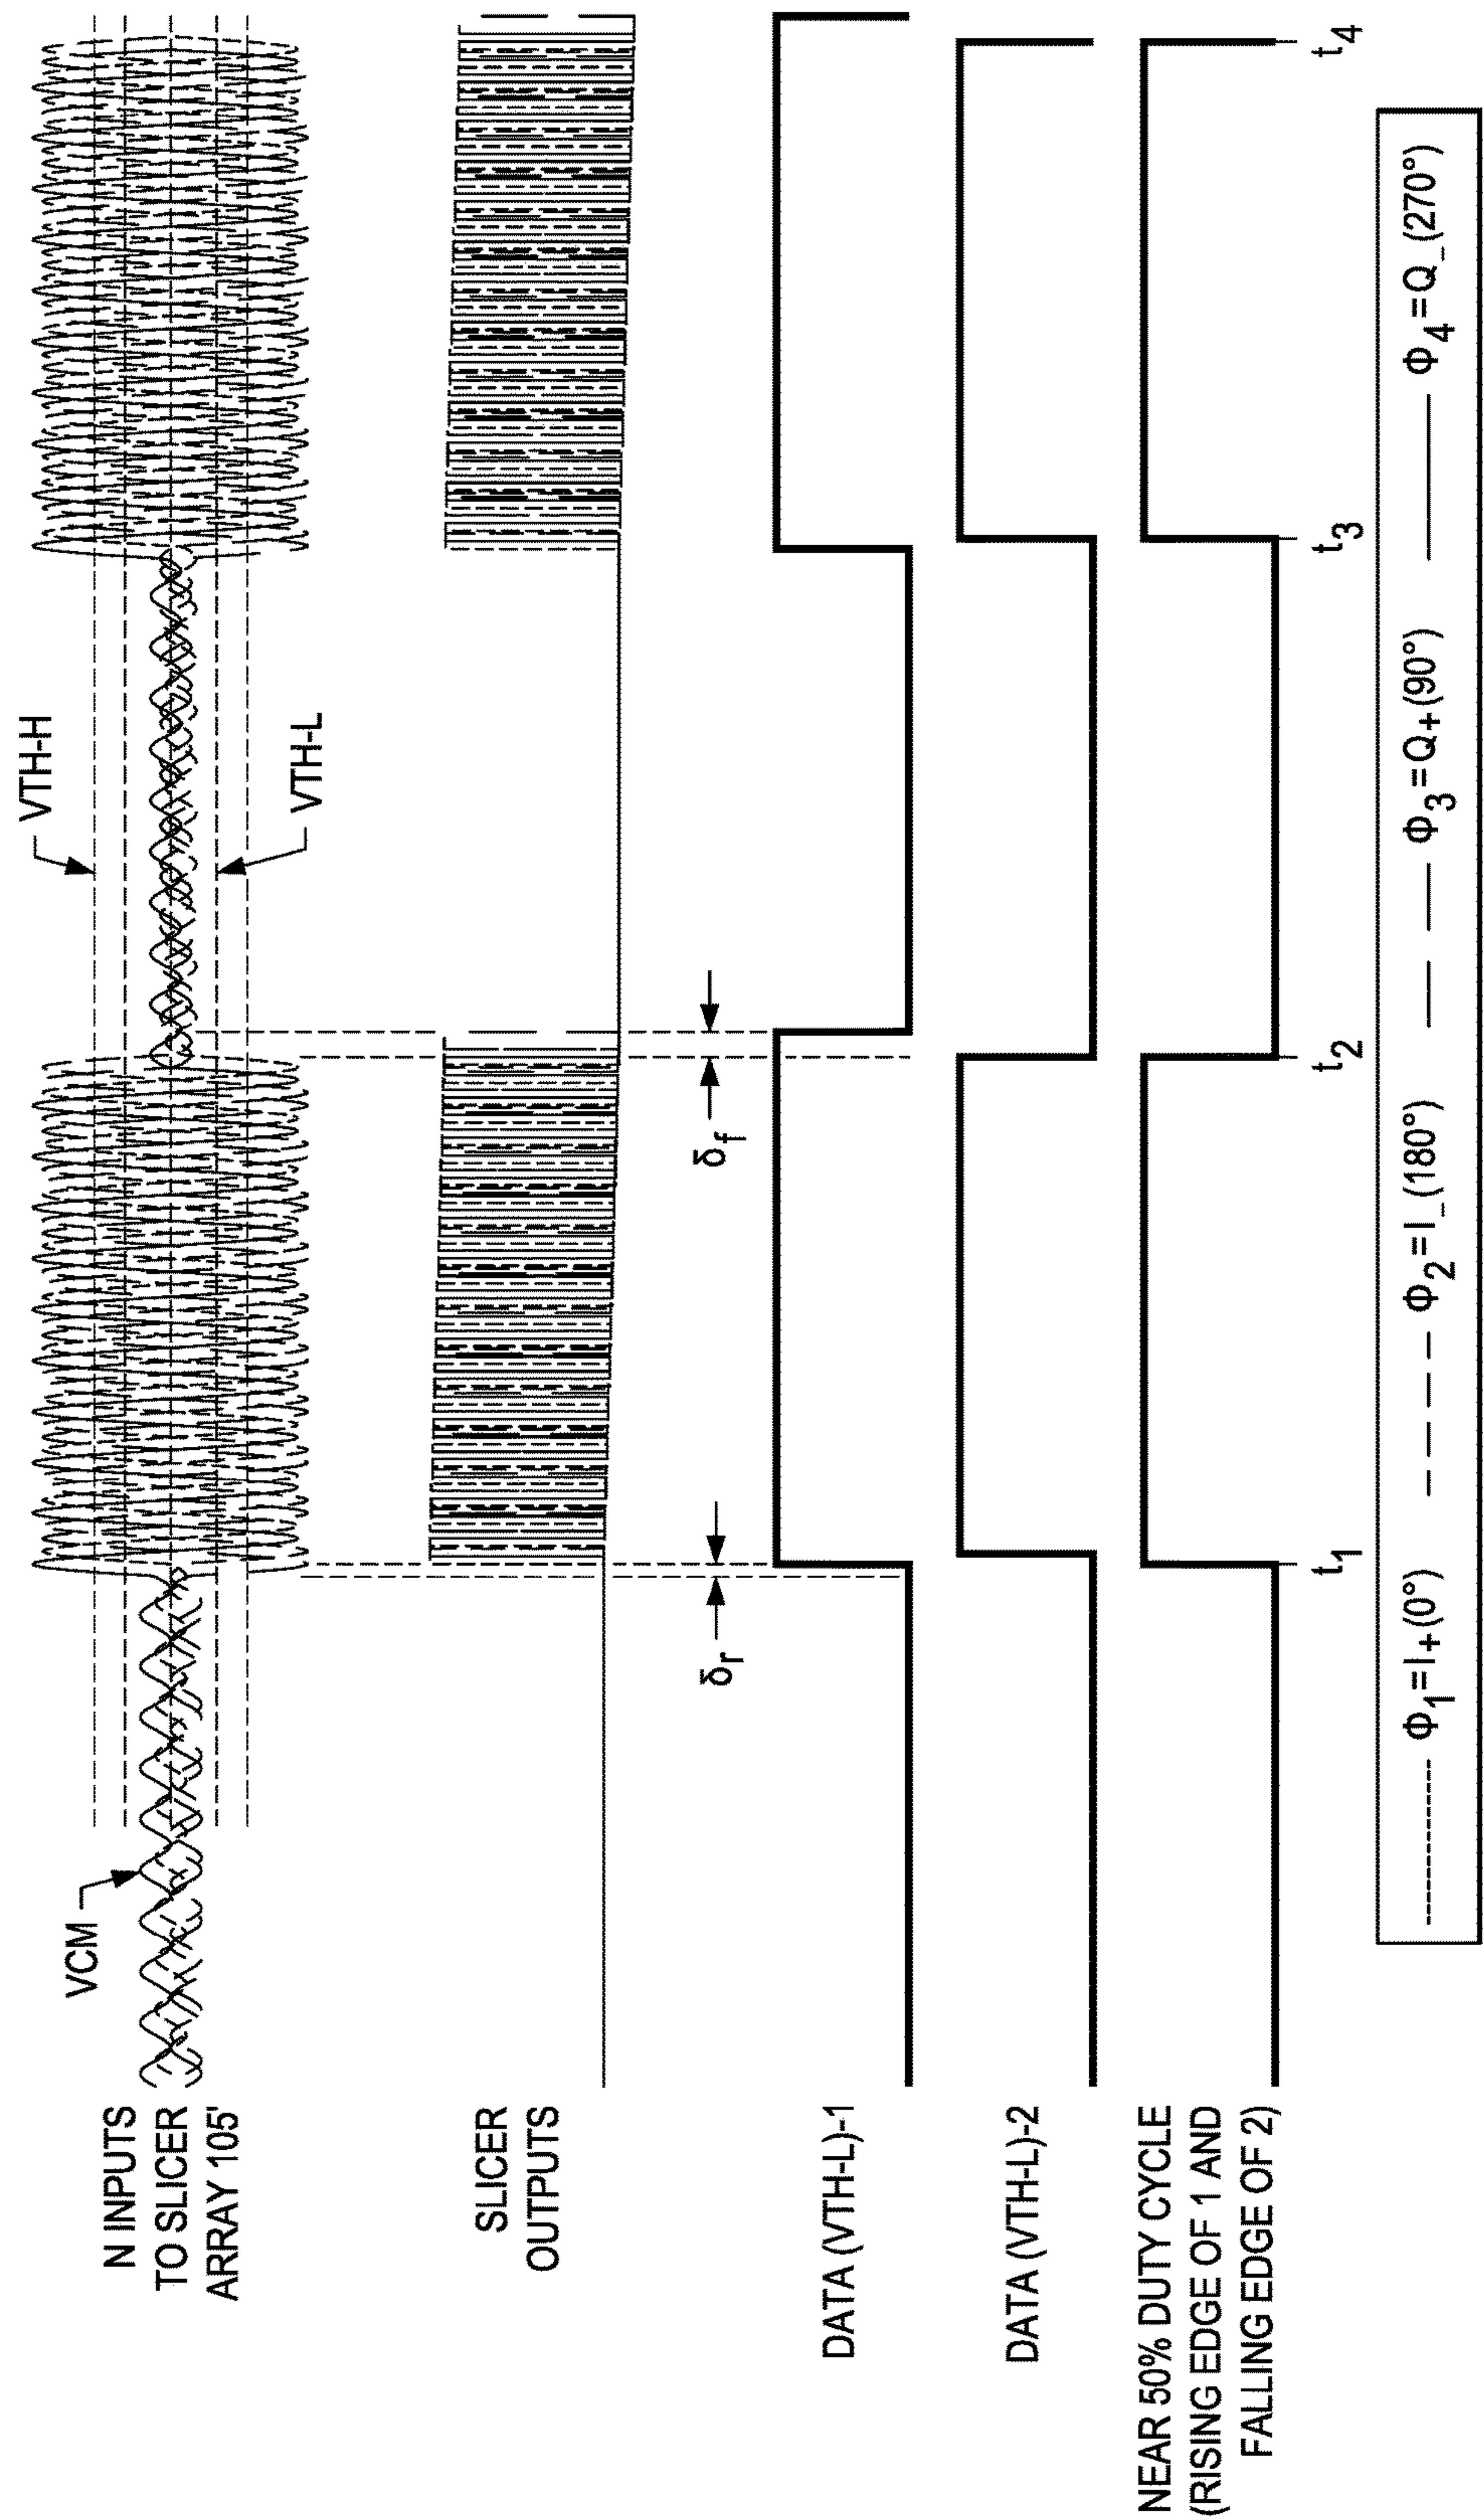 N INPUTS
TO SLICER
ARRAY 105'
VCM
VTH-H
VTH-L
SLICER
OUTPUTS
δr
δf
DATA (VTH-L)-1
DATA (VTH-L)-2
NEAR 50% DUTY CYCLE
(RISING EDGE OF 1 AND
FALLING EDGE OF 2)
t1 t2 t3 t4
Φ1=I+(0°) Φ2=I_(180°) Φ3=Q+(90°) Φ4=Q_(270°)